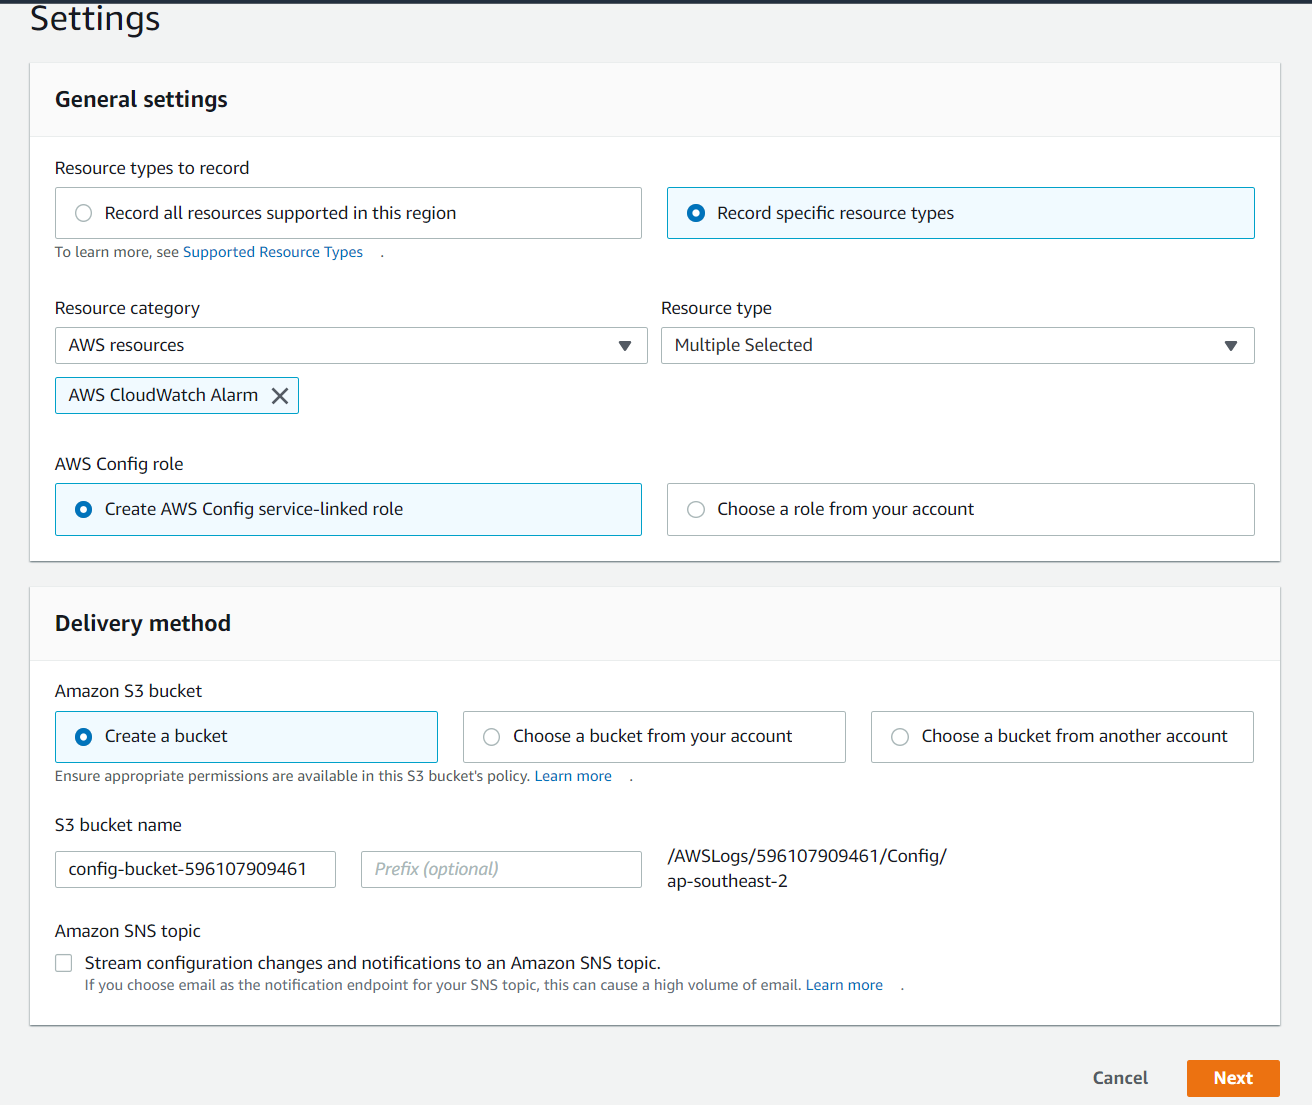 Settings
General settings
Resource types to record
Record all resources supported in this region
Record specific resource types
To learn more, see Supported Resource Types .
Resource category
Resource type
AWS resources
Multiple Selected
AWS CloudWatch Alarm
AWS Config role
Create AWS Config service-linked role
Choose a role from your account
Delivery method
Amazon S3 bucket
Create a bucket
Choose a bucket from your account
Choose a bucket from another account
Ensure appropriate permissions are available in this S3 bucket's policy. Learn more .
S3 bucket name
config-bucket-596107909461
Prefix (optional)
/AWSLogs/596107909461/Config/
ap-southeast-2
Amazon SNS topic
Stream configuration changes and notifications to an Amazon SNS topic.
If you choose email as the notification endpoint for your SNS topic, this can cause a high volume of email. Learn more .
Cancel
Next